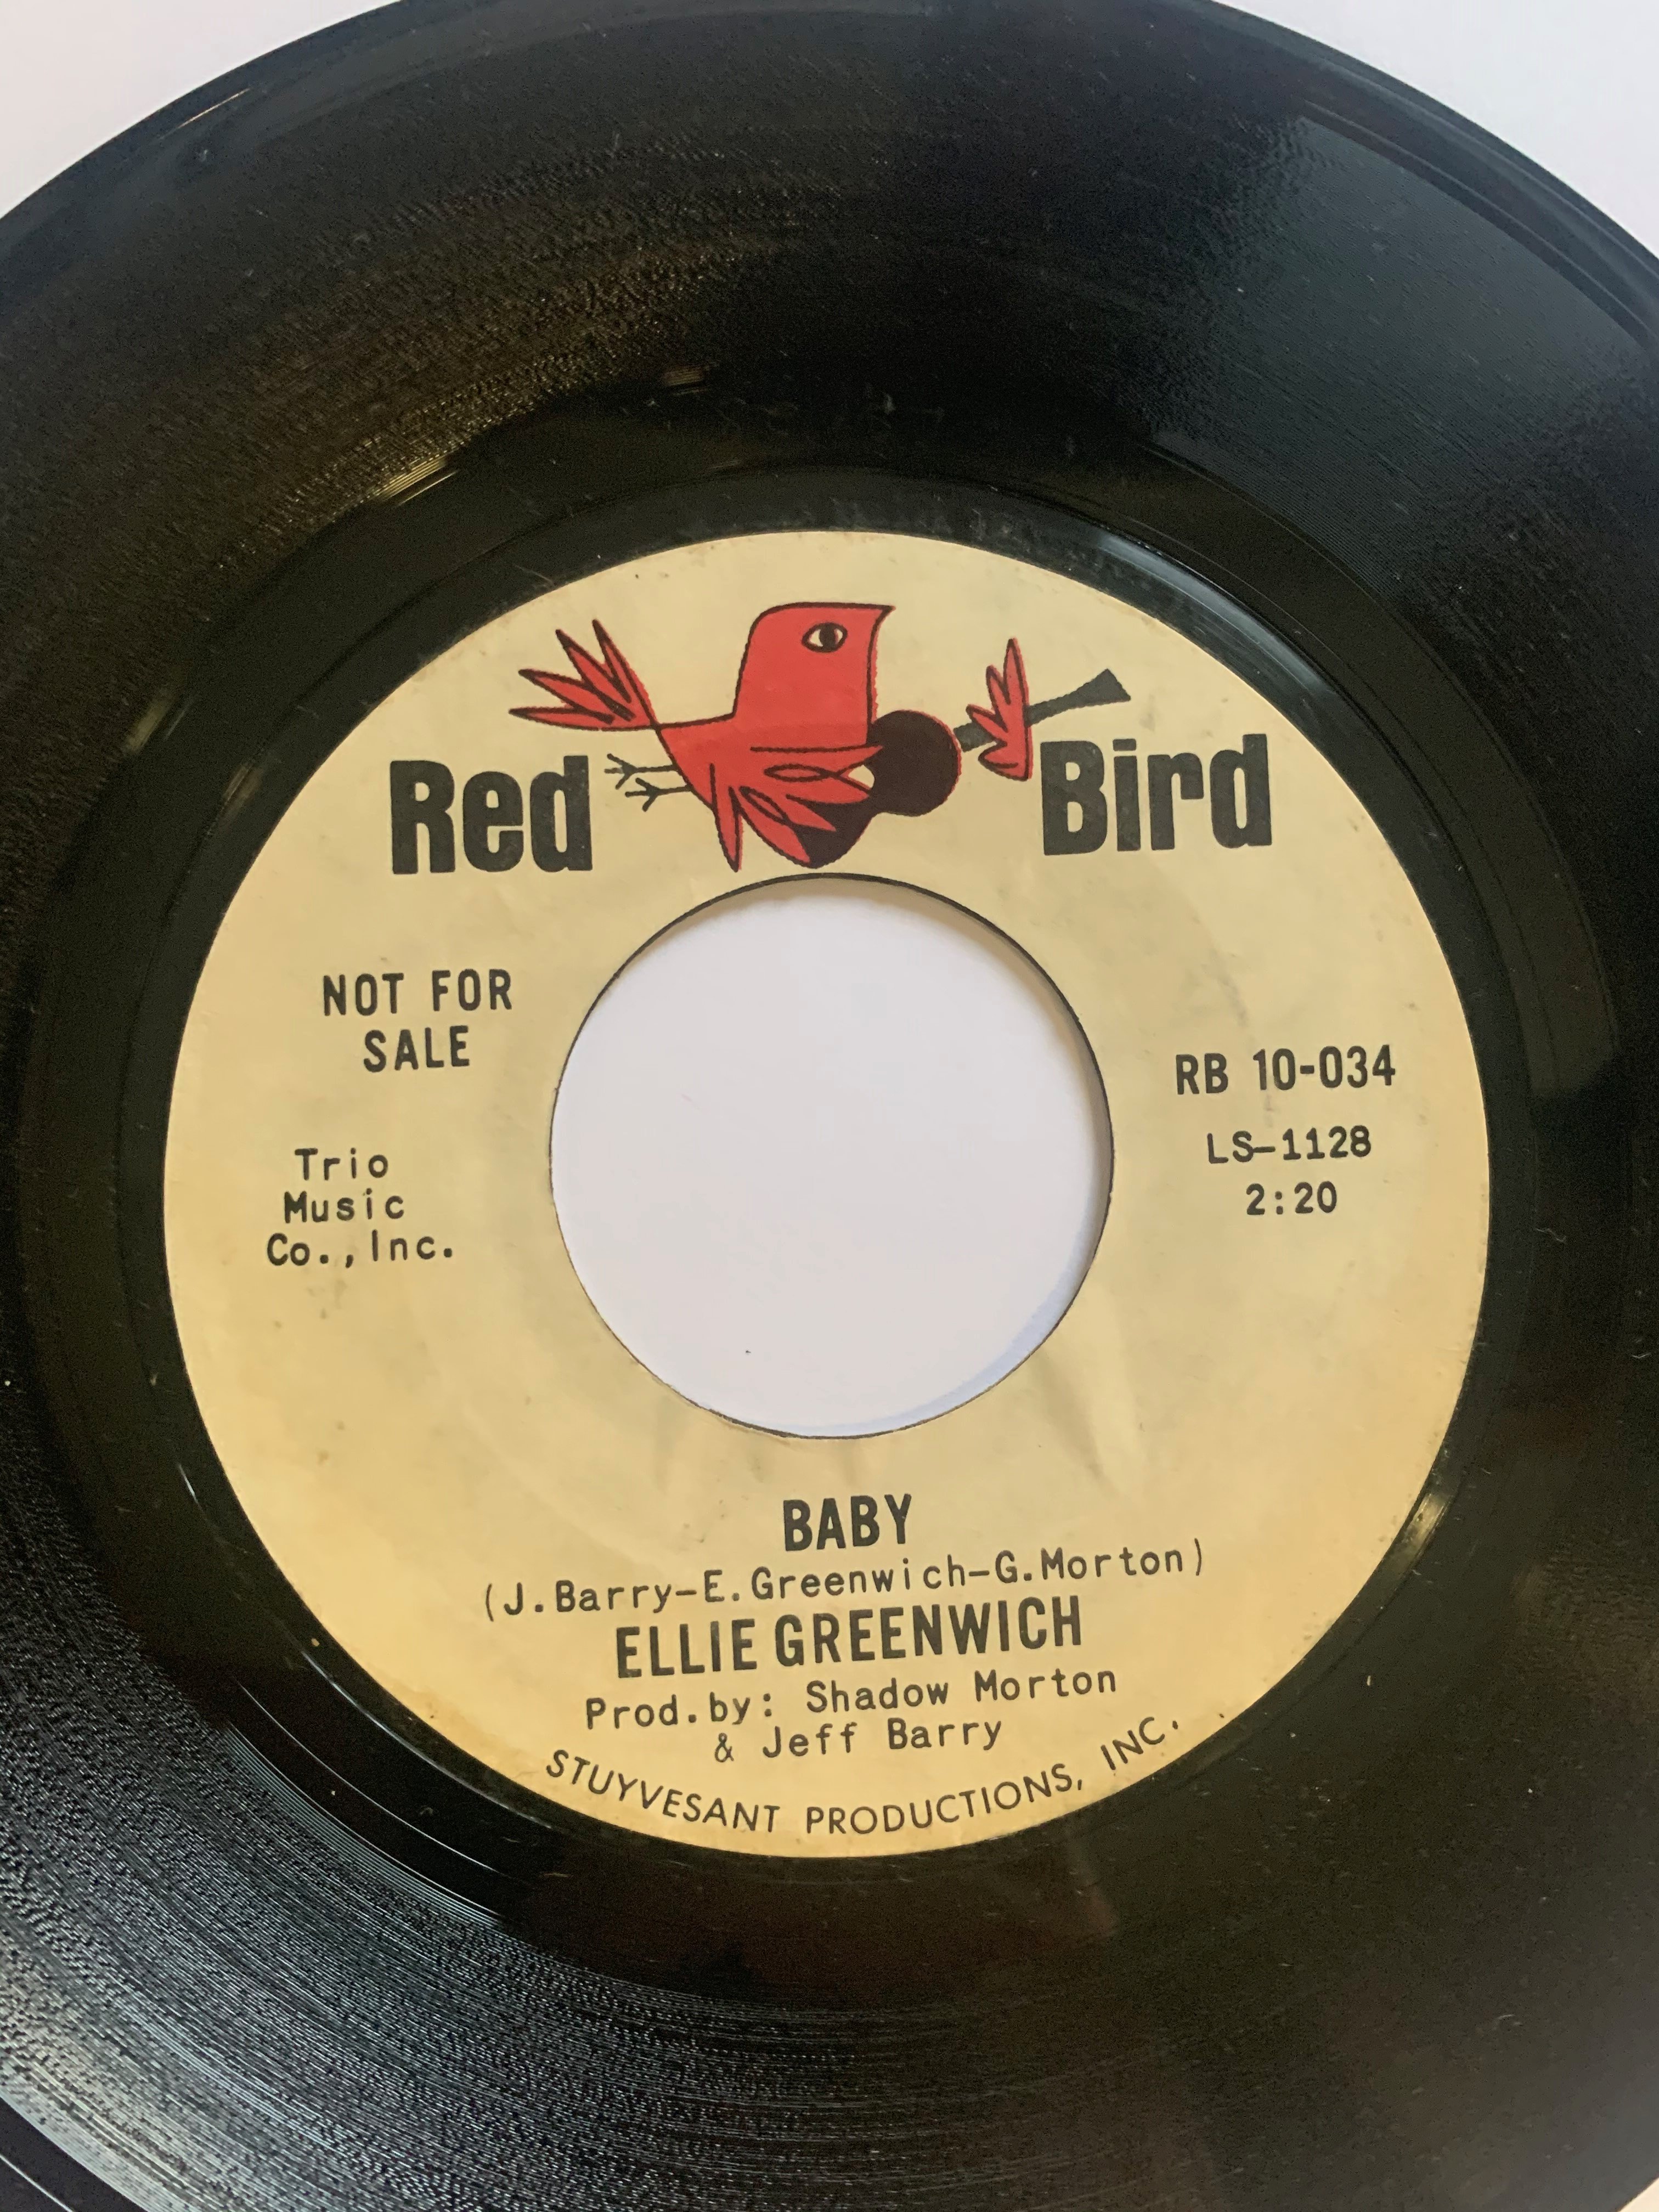 Red Bird
NOT FOR
SALE
RB 10-034
LS-1128
2:20
Trio
Music
Co., Inc.
BABY
(J. Barry-E. Greenwich-G. Morton)
ELLIE GREENWICH
Prod. by: Shadow Morton
& Jeff Barry
STUYVESANT PRODUCTIONS, INC.